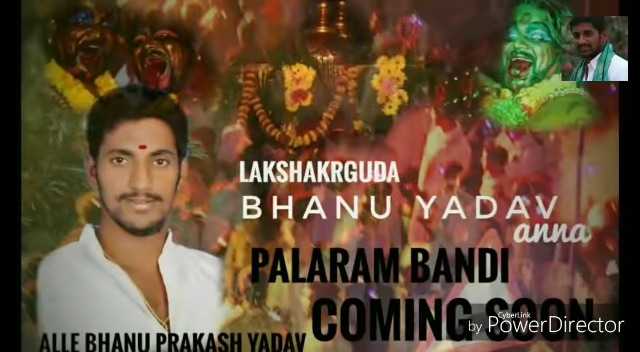 LAKSHAKRGUDA
BHANU YADAV
anna
PALARAM BANDI
COMING SOON
ALLE BHANU PRAKASH YADAV
CyberLink
by PowerDirector